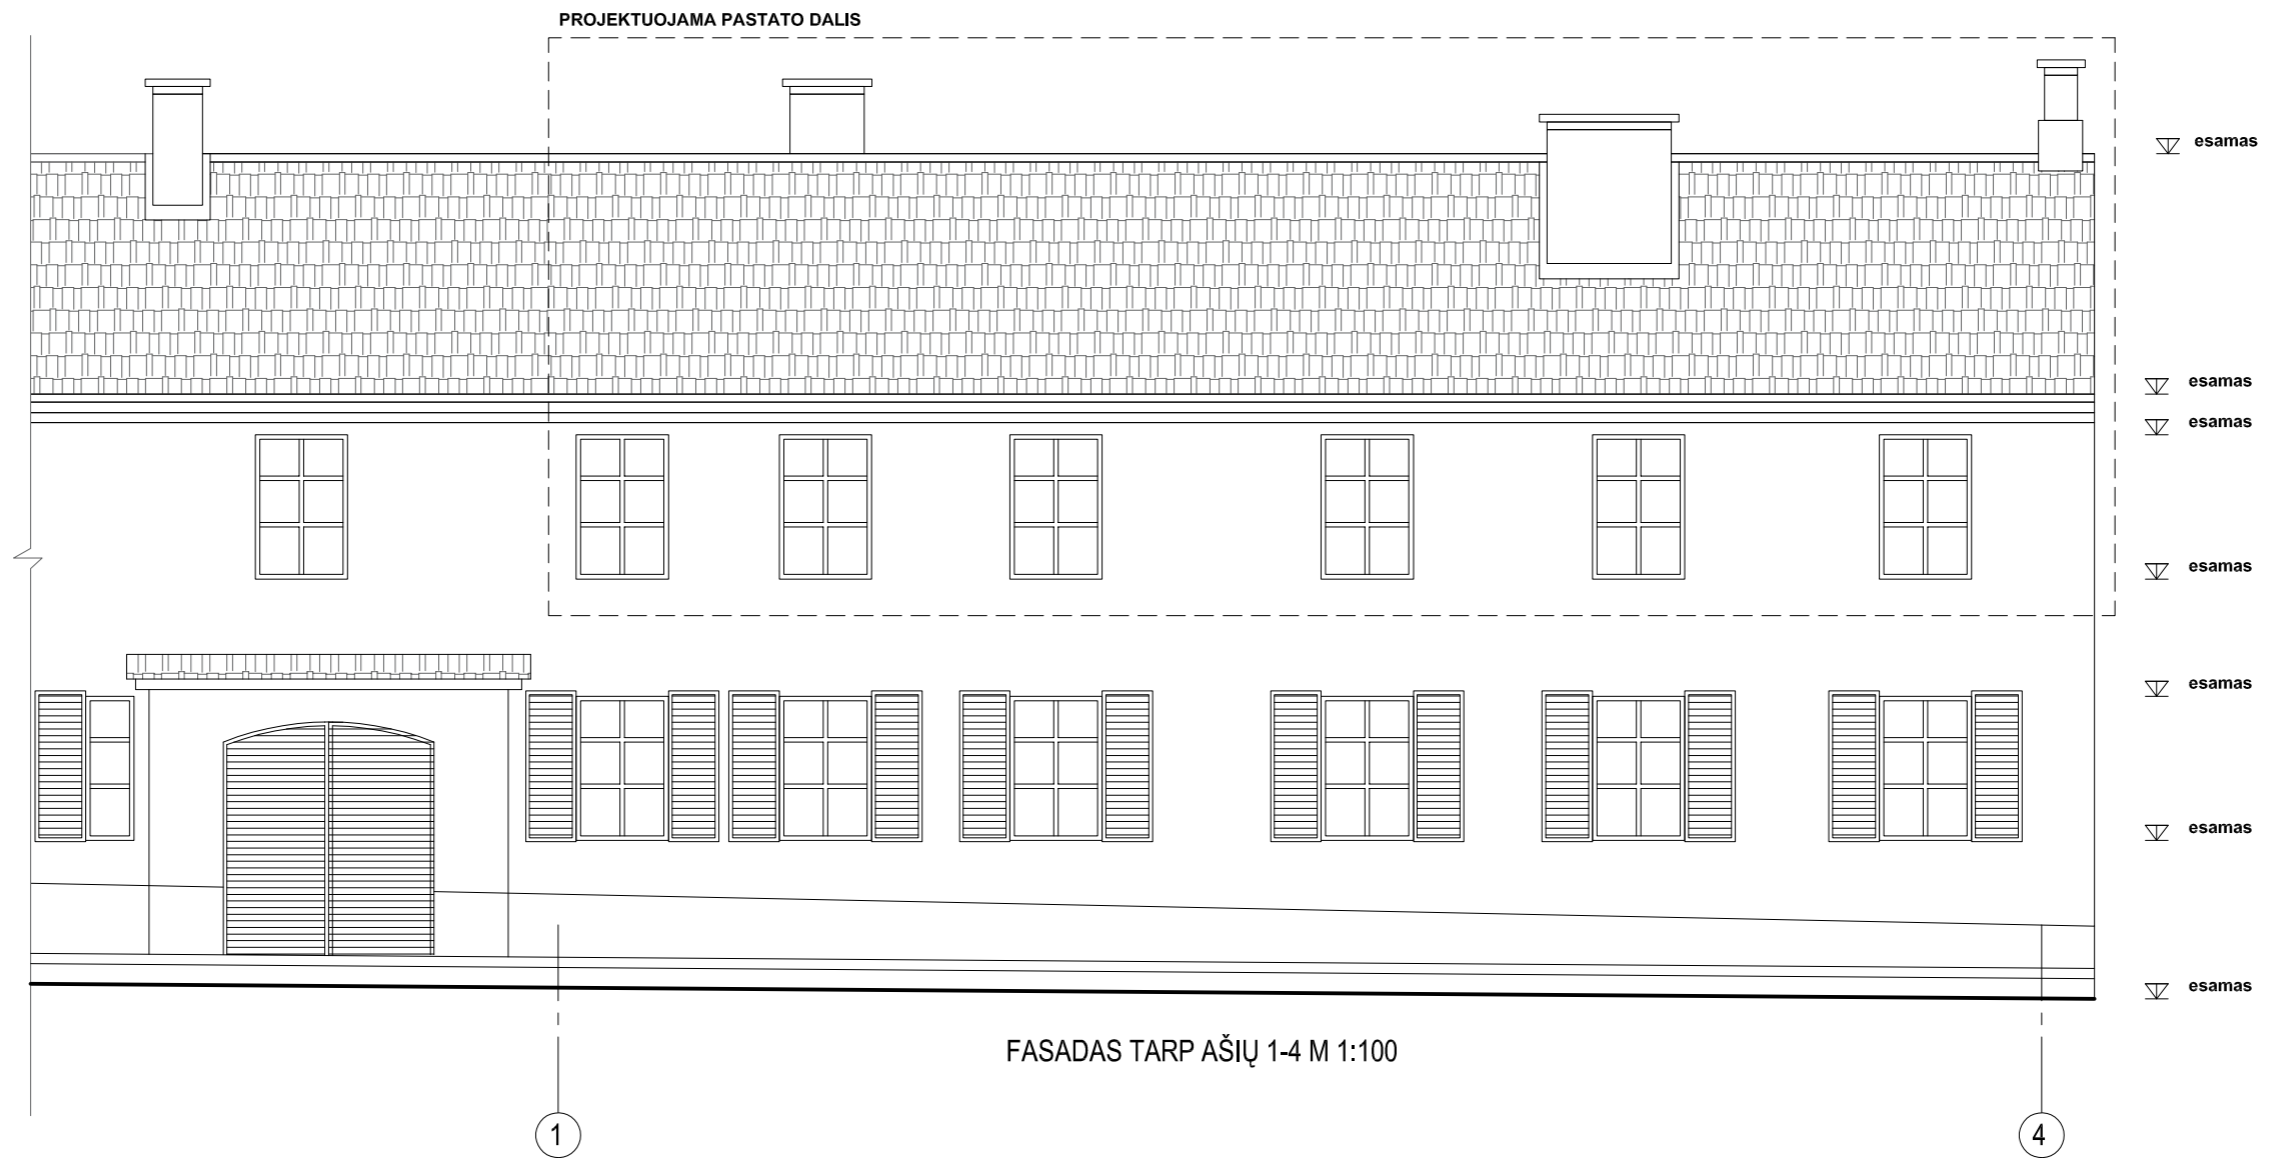 PROJEKTUOJAMA PASTATO DALIS
esamas
esamas
esamas
esamas
esamas
esamas
esamas
FASADAS TARP AŠIŲ 1-4 M 1:100
1
4